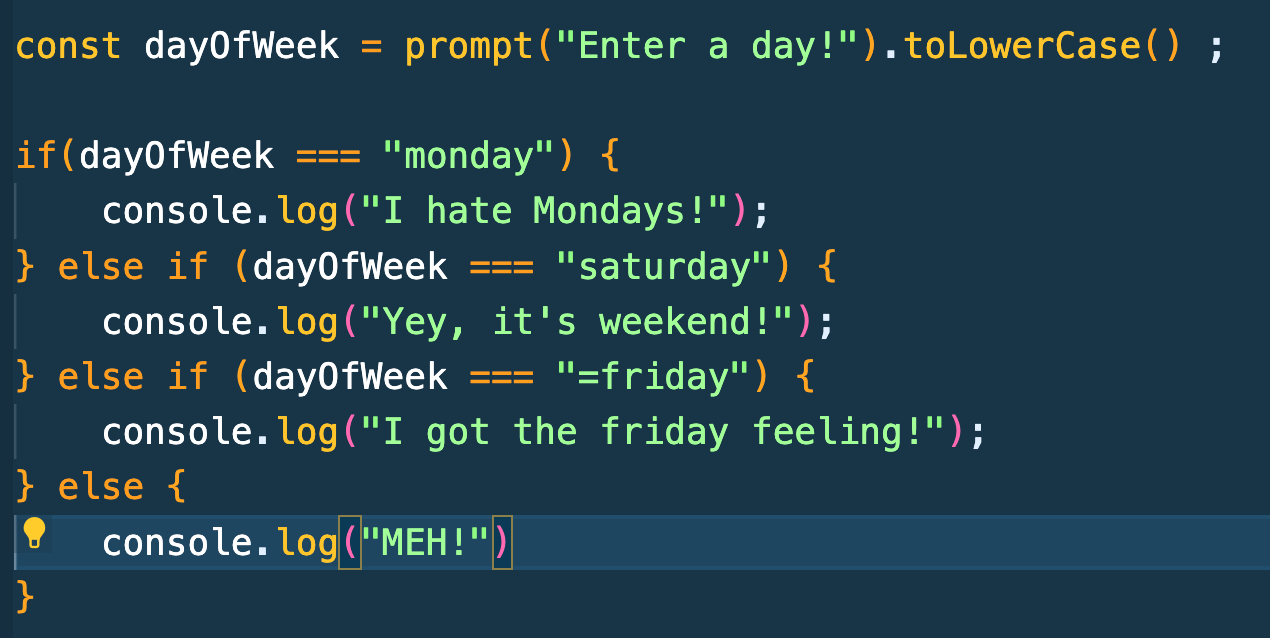 const dayOfWeek = prompt("Enter a day!").toLowerCase() ;
if(dayOfWeek === "monday") {
console.log("I hate Mondays!");
} else if (dayOfWeek === "saturday") {
console.log("Yey, it's weekend!");
} else if (dayOfWeek === "=friday") {
console.log("I got the friday feeling!");
} else {
console.log("MEH!")
}